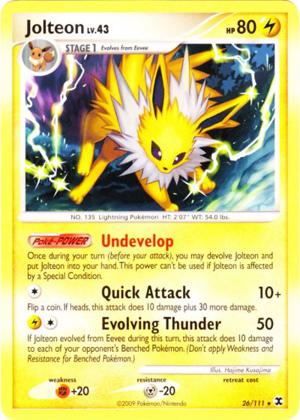 Jolteon LV.43 HP 80
STAGE 1 Evolves from Eevee
NO. 135 Lightning Pokémon HT: 2'07" WT: 54.0 lbs.
Poké-POWER Undevelop
Once during your turn (before your attack), you may devolve Jolteon and
put Jolteon into your hand. This power can't be used if Jolteon is affected
by a Special Condition.
Quick Attack 10+
Flip a coin. If heads, this attack does 10 damage plus 30 more damage.
Evolving Thunder 50
If Jolteon evolved from Eevee during this turn, this attack does 10 damage
to each of your opponent's Benched Pokémon. (Don't apply Weakness and
Resistance for Benched Pokémon.)
Illus. Hajime Kusajima
weakness resistance retreat cost
+20 -20
©2009 Pokémon/Nintendo 26/111 ★